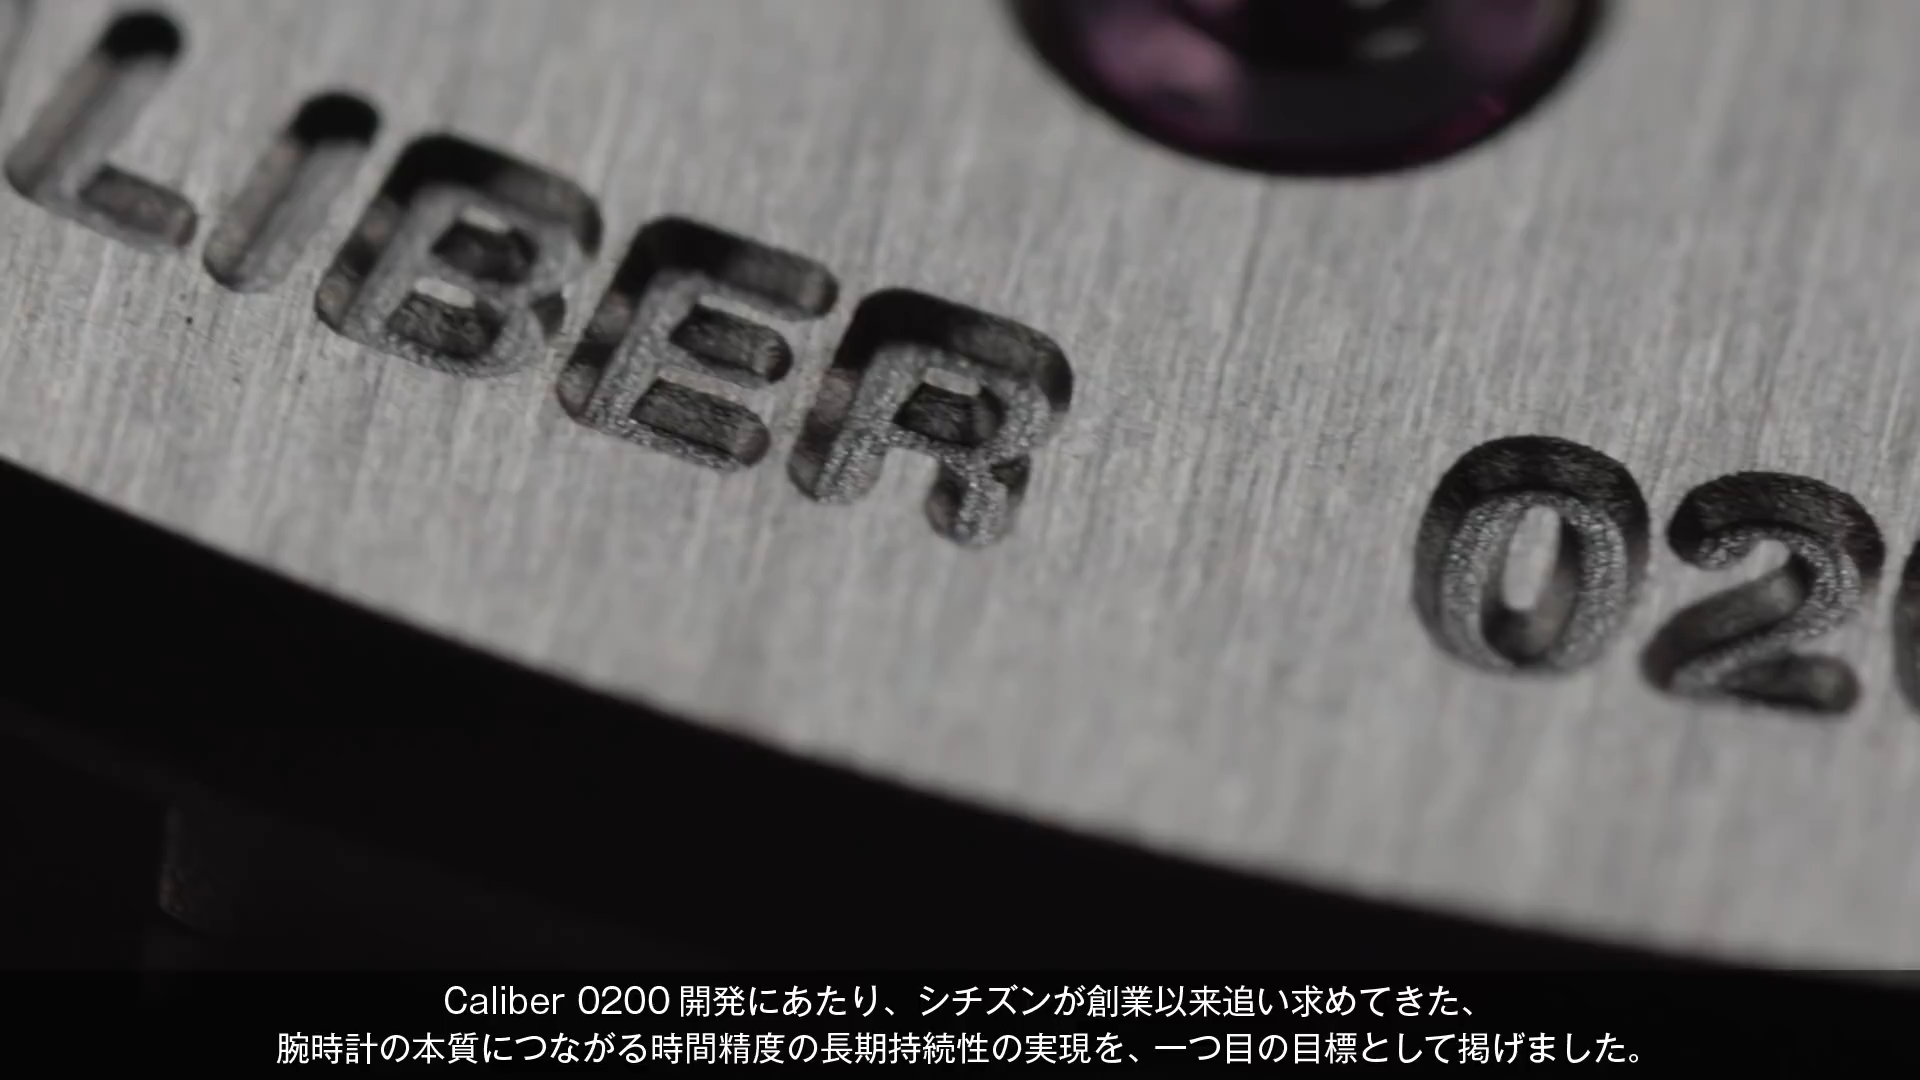 LIBER 02
Caliber 0200 開発にあたり、シチズンが創業以来追い求めてきた、
腕時計の本質につながる時間精度の長期持続性の実現を、一つ目の目標として掲げました。